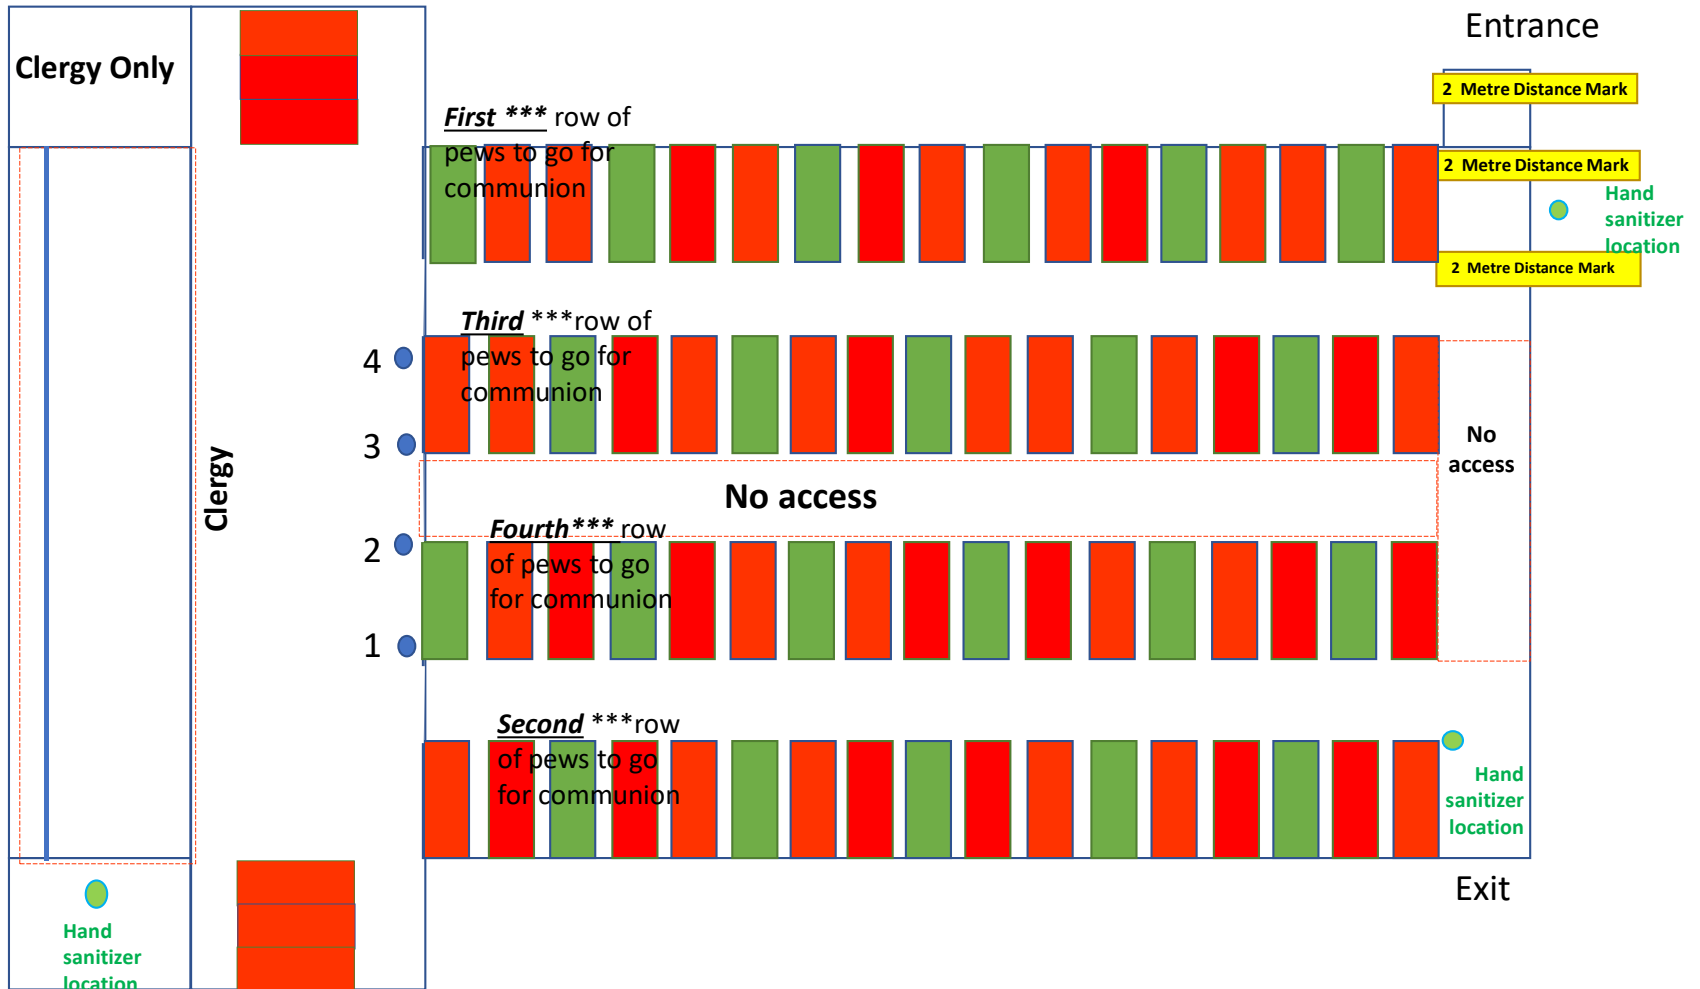 Entrance
Clergy Only
2 Metre Distance Mark
First *** row of
pews to go for
communion
2 Metre Distance Mark
Hand
sanitizer
location
2 Metre Distance Mark
Third ***row of
pews to go for
communion
4
3
No
access
Clergy
No access
Fourth*** row
of pews to go
for communion
2
1
Second ***row
of pews to go
for communion
Hand
sanitizer
location
Exit
Hand
sanitizer
location